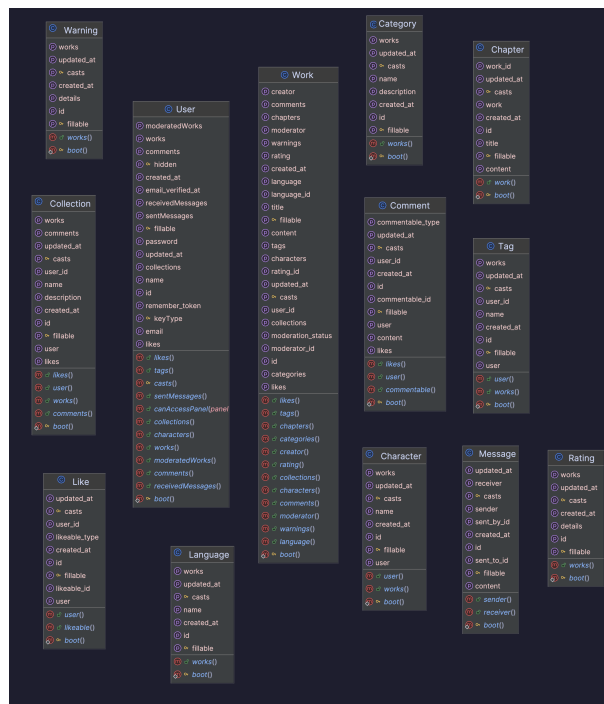 Warning
works
updated_at
casts
created_at
details
id
fillable
works()
boot()
User
moderatedWorks
works
comments
hidden
created_at
email_verified_at
receivedMessages
sentMessages
fillable
password
updated_at
collections
name
id
remember_token
keyType
email
likes
likes()
tags()
casts()
sentMessages()
canAccessPanel(panel
collections()
characters()
works()
moderatedWorks()
comments()
receivedMessages()
boot()
Work
creator
comments
chapters
moderator
warnings
rating
created_at
language
language_id
title
fillable
content
tags
characters
rating_id
updated_at
casts
user_id
collections
moderation_status
moderator_id
id
categories
likes
likes()
tags()
chapters()
categories()
creator()
rating()
collections()
characters()
comments()
moderator()
warnings()
language()
boot()
Category
works
updated_at
casts
name
description
created_at
id
fillable
works()
boot()
Chapter
work_id
updated_at
casts
work
created_at
id
title
fillable
content
work()
boot()
Collection
works
comments
updated_at
casts
user_id
name
description
created_at
id
fillable
user
likes
likes()
user()
works()
comments()
boot()
Comment
commentable_type
updated_at
casts
user_id
created_at
id
commentable_id
fillable
user
content
likes
likes()
user()
commentable()
boot()
Tag
works
updated_at
casts
user_id
name
created_at
id
fillable
user
user()
works()
boot()
Like
updated_at
casts
user_id
likeable_type
created_at
id
fillable
likeable_id
user
user()
likeable()
boot()
Language
works
updated_at
casts
name
created_at
id
fillable
works()
boot()
Character
works
updated_at
casts
name
created_at
id
fillable
user
user()
works()
boot()
Message
updated_at
receiver
casts
sender
sent_by_id
created_at
id
sent_to_id
fillable
content
sender()
receiver()
boot()
Rating
works
updated_at
casts
created_at
details
id
fillable
works()
boot()